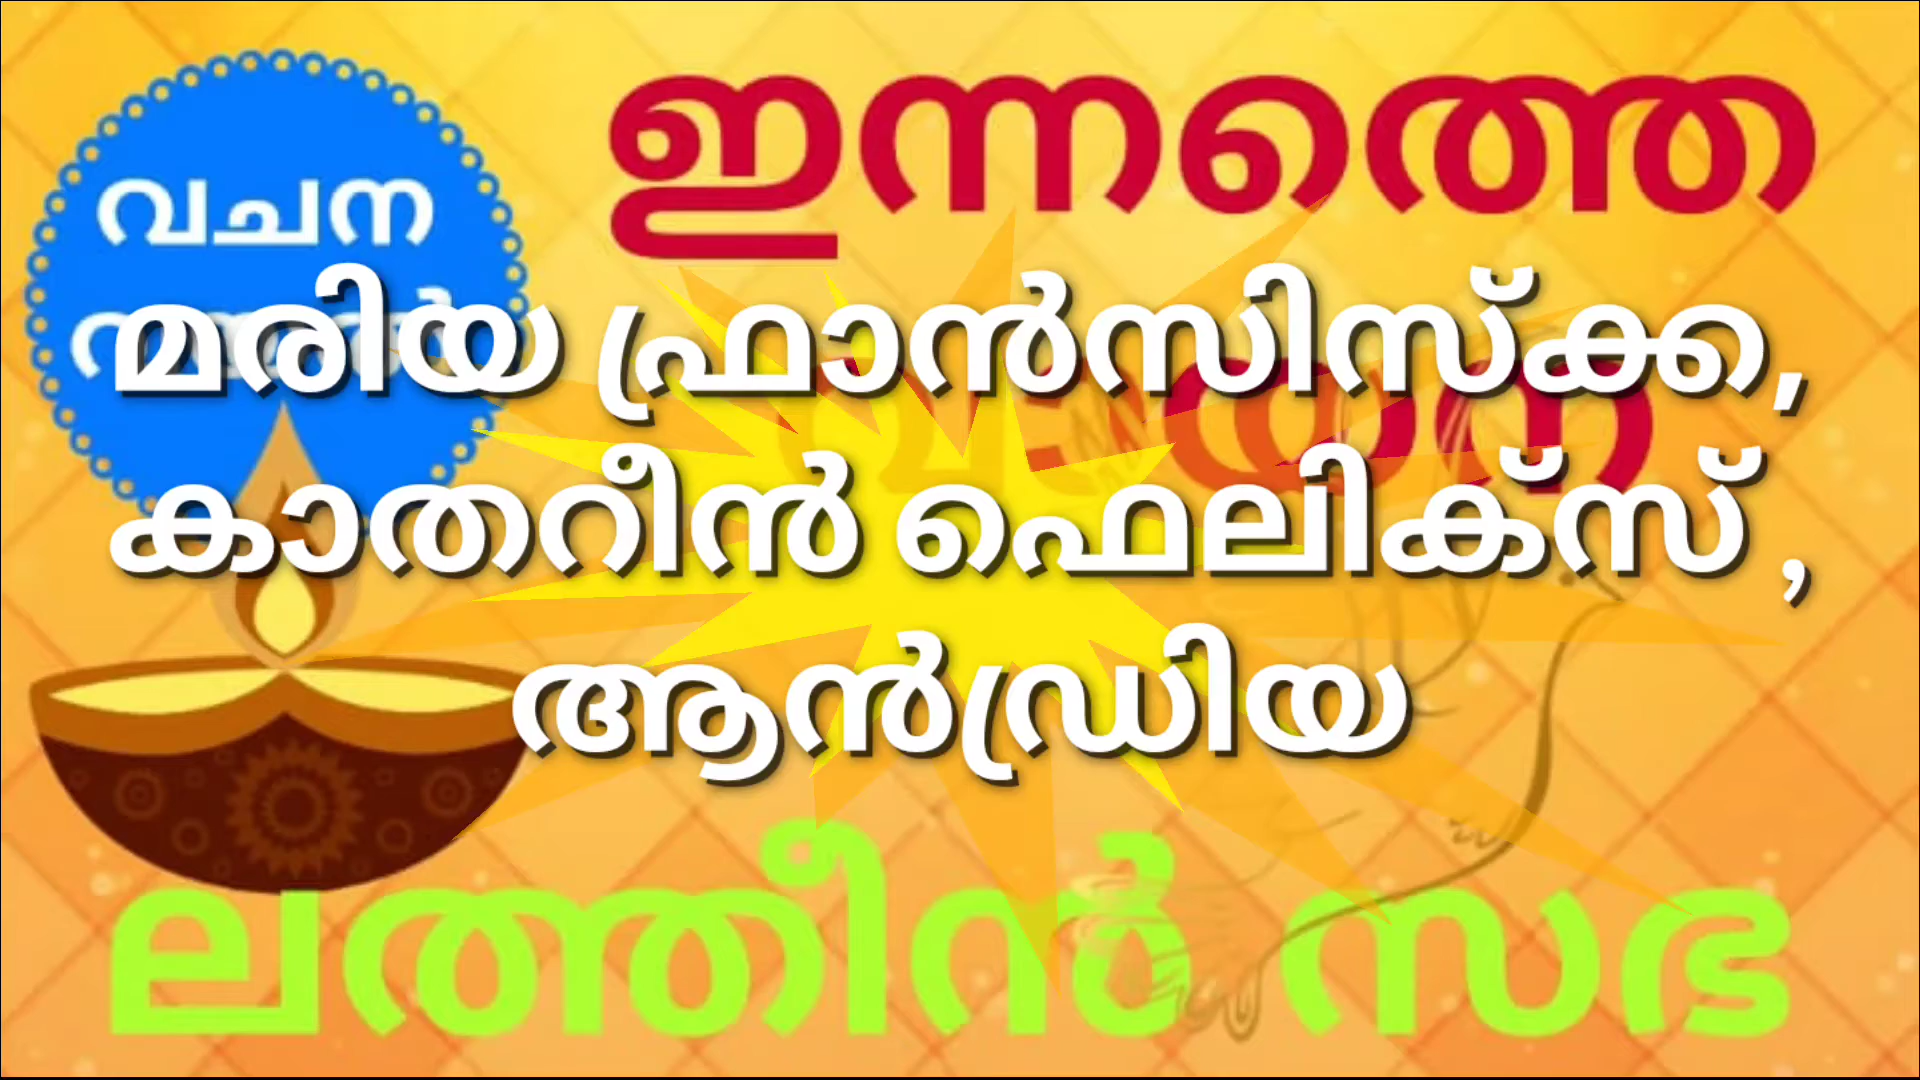 ഇന്നത്തെ
വചന
മരിയ ഫ്രാൻസിസ്ക്ക,
കാതറീൻ ഫെലിക്സ് ,
ആൻഡ്രിയ
ലത്തീൻ സഭ